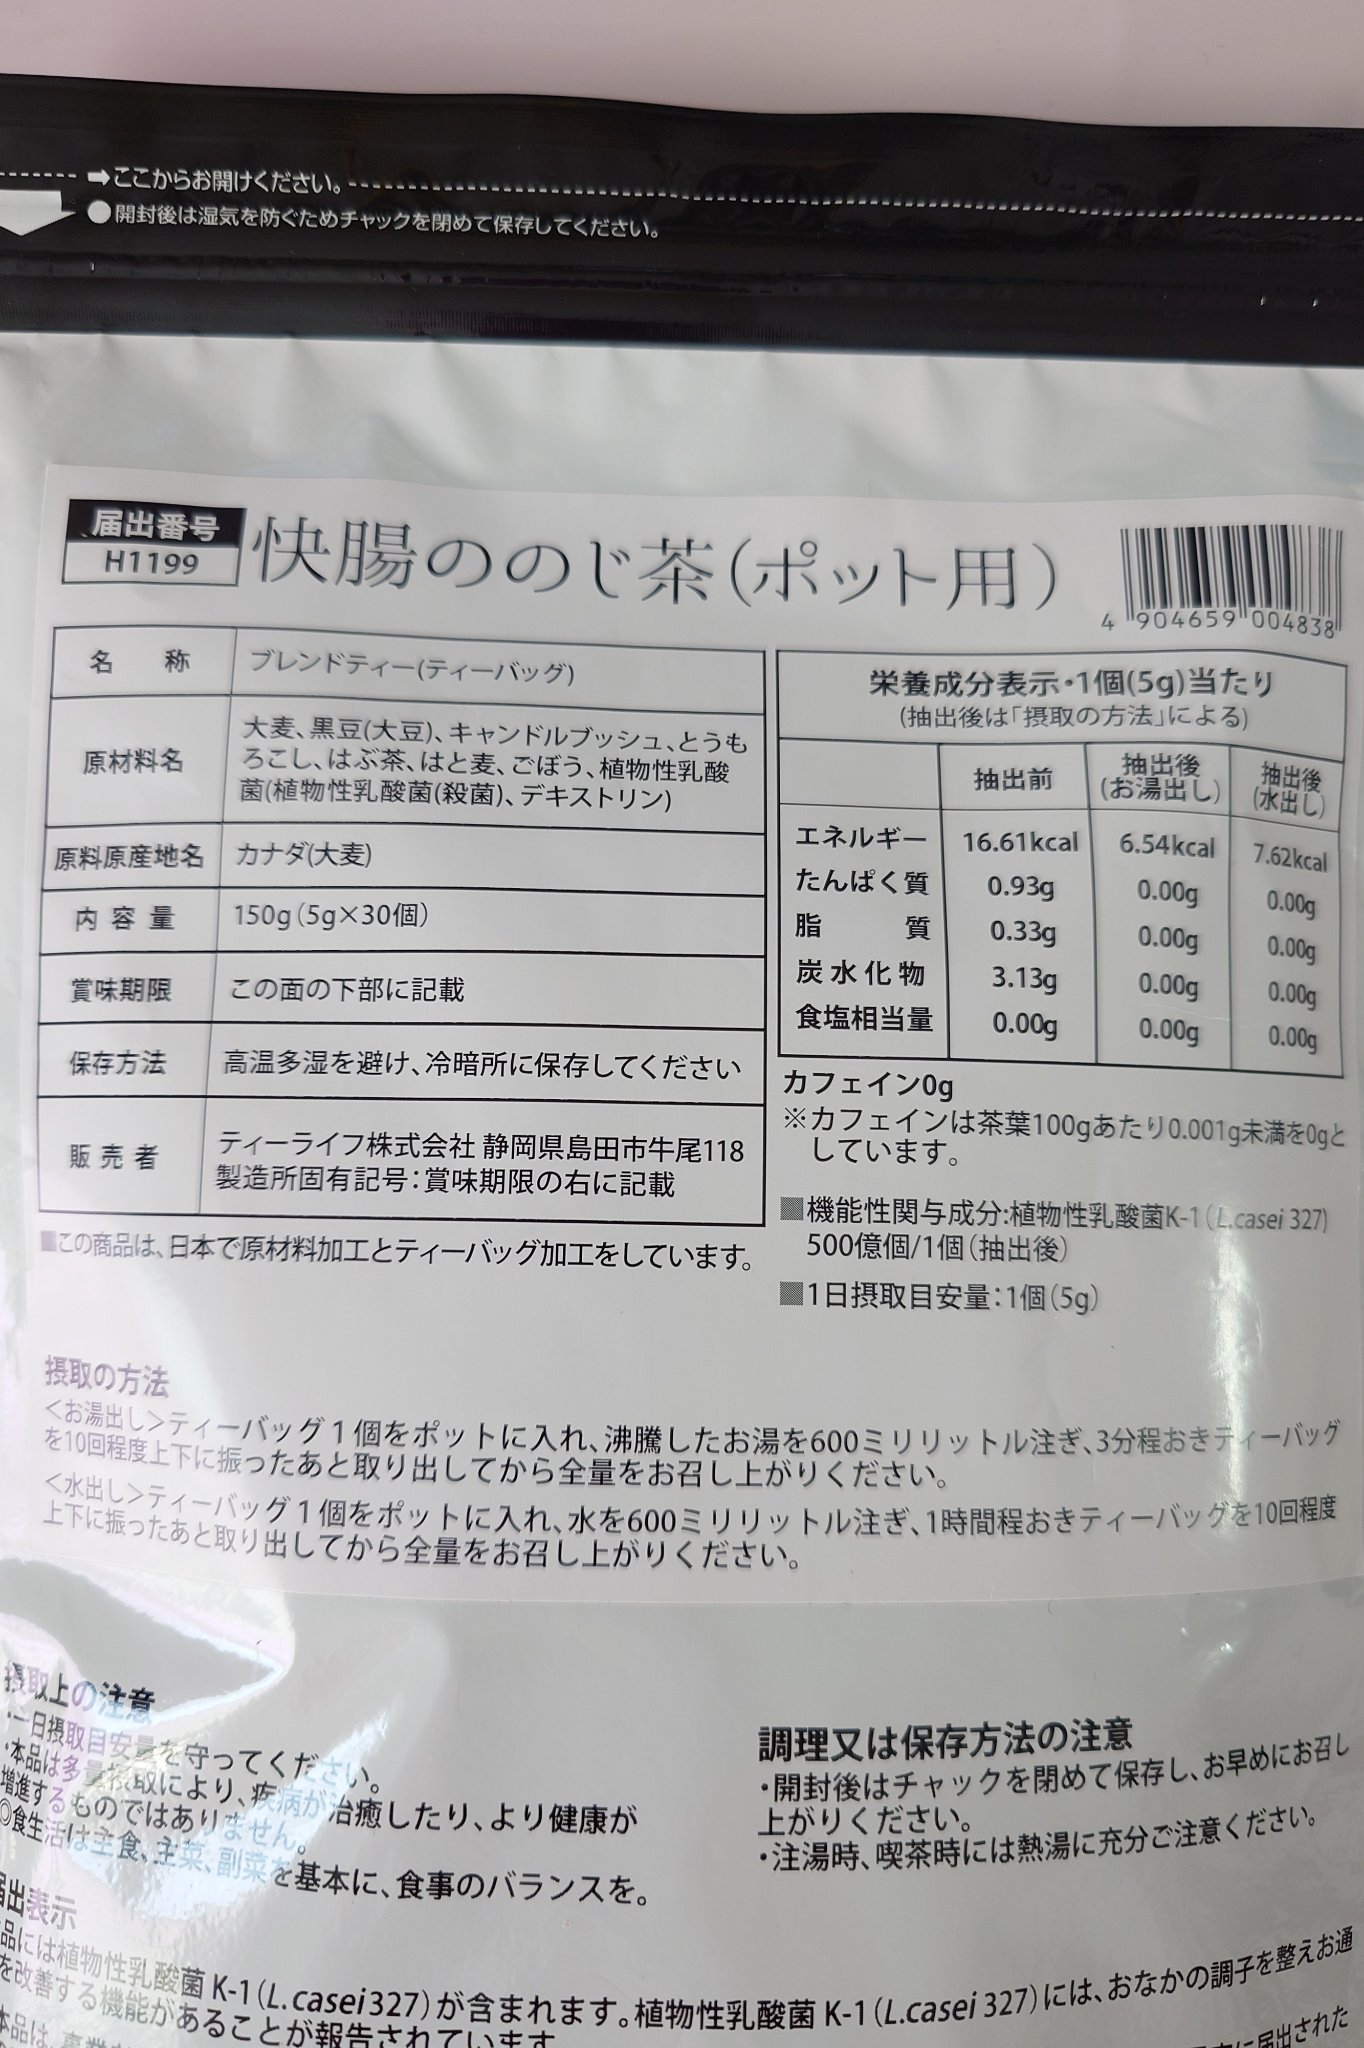 ➡ここからお開けください。
●開封後は湿気を防ぐためチャックを閉めて保存してください。
届出番号
H1199
快腸ののじ茶(ポット用)
4 904659 004838
名 称
ブレンドティー(ティーバッグ)
原材料名
大麦、黒豆(大豆)、キャンドルブッシュ、とうも
ろこし、はぶ茶、はと麦、ごぼう、植物性乳酸
菌(植物性乳酸菌(殺菌)、デキストリン)
原料原産地名
カナダ(大麦)
内容量
150g(5g×30個)
賞味期限
この面の下部に記載
保存方法
高温多湿を避け、冷暗所に保存してください
販売者
ティーライフ株式会社 静岡県島田市牛尾118
製造所固有記号:賞味期限の右に記載
■この商品は、日本で原材料加工とティーバッグ加工をしています。
栄養成分表示・1個(5g)当たり
(抽出後は「摂取の方法」による)
抽出前 抽出後(お湯出し) 抽出後(水出し)
エネルギー 16.61kcal 6.54kcal 7.62kcal
たんぱく質 0.93g 0.00g 0.00g
脂質 0.33g 0.00g 0.00g
炭水化物 3.13g 0.00g 0.00g
食塩相当量 0.00g 0.00g 0.00g
カフェイン0g
※カフェインは茶葉100gあたり0.001g未満を0gと
しています。
■機能性関与成分:植物性乳酸菌K-1(L.casei 327)
500億個/1個(抽出後)
■1日摂取目安量:1個(5g)
摂取の方法
<お湯出し>ティーバッグ1個をポットに入れ、沸騰したお湯を600ミリリットル注ぎ、3分程おきティーバッグ
を10回程度上下に振ったあと取り出してから全量をお召し上がりください。
<水出し>ティーバッグ1個をポットに入れ、水を600ミリリットル注ぎ、1時間程おきティーバッグを10回程度
上下に振ったあと取り出してから全量をお召し上がりください。
摂取上の注意
・一日摂取目安量を守ってください。
・本品は多量摂取により、疾病が治癒したり、より健康が
増進するものではありません。
◎食生活は主食、主菜、副菜を基本に、食事のバランスを。
調理又は保存方法の注意
・開封後はチャックを閉めて保存し、お早めにお召し
上がりください。
・注湯時、喫茶時には熱湯に充分ご注意ください。
届出表示
品には植物性乳酸菌 K-1(L.casei327)が含まれます。植物性乳酸菌 K-1(L.casei 327)には、おなかの調子を整えお通
を改善する機能があることが報告されています
本品は、事業
に届出された